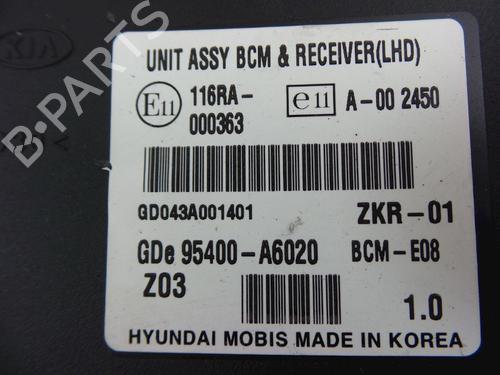 KIA
UNIT ASSY BCM & RECEIVER(LHD)
E11 116RA-000363 e11 A-00 2450
GD043A001401 ZKR-01
GDe 95400-A6020 BCM-E08
Z03 1.0
HYUNDAI MOBIS MADE IN KOREA
B-PARTS